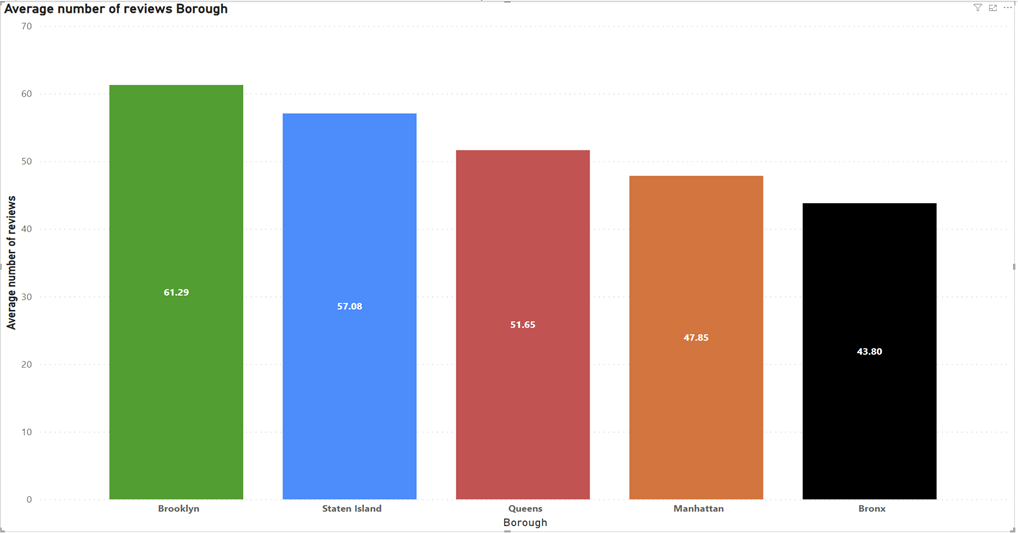 Average number of reviews Borough
70
60
50
40
30
20
10
0
Average number of reviews
61.29
57.08
51.65
47.85
43.80
Brooklyn
Staten Island
Queens
Manhattan
Bronx
Borough